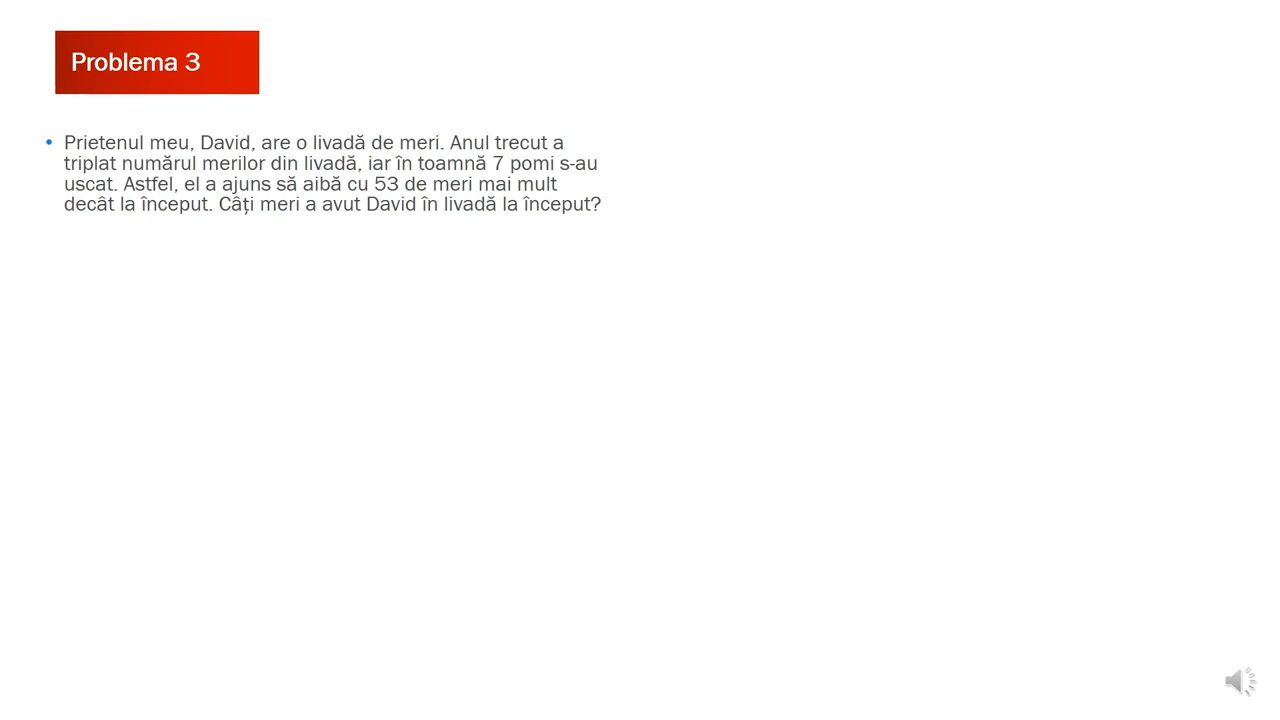 Problema 3
• Prietenul meu, David, are o livadă de meri. Anul trecut a
triplat numărul merilor din livadă, iar în toamnă 7 pomi s-au
uscat. Astfel, el a ajuns să aibă cu 53 de meri mai mult
decât la început. Câți meri a avut David în livadă la început?